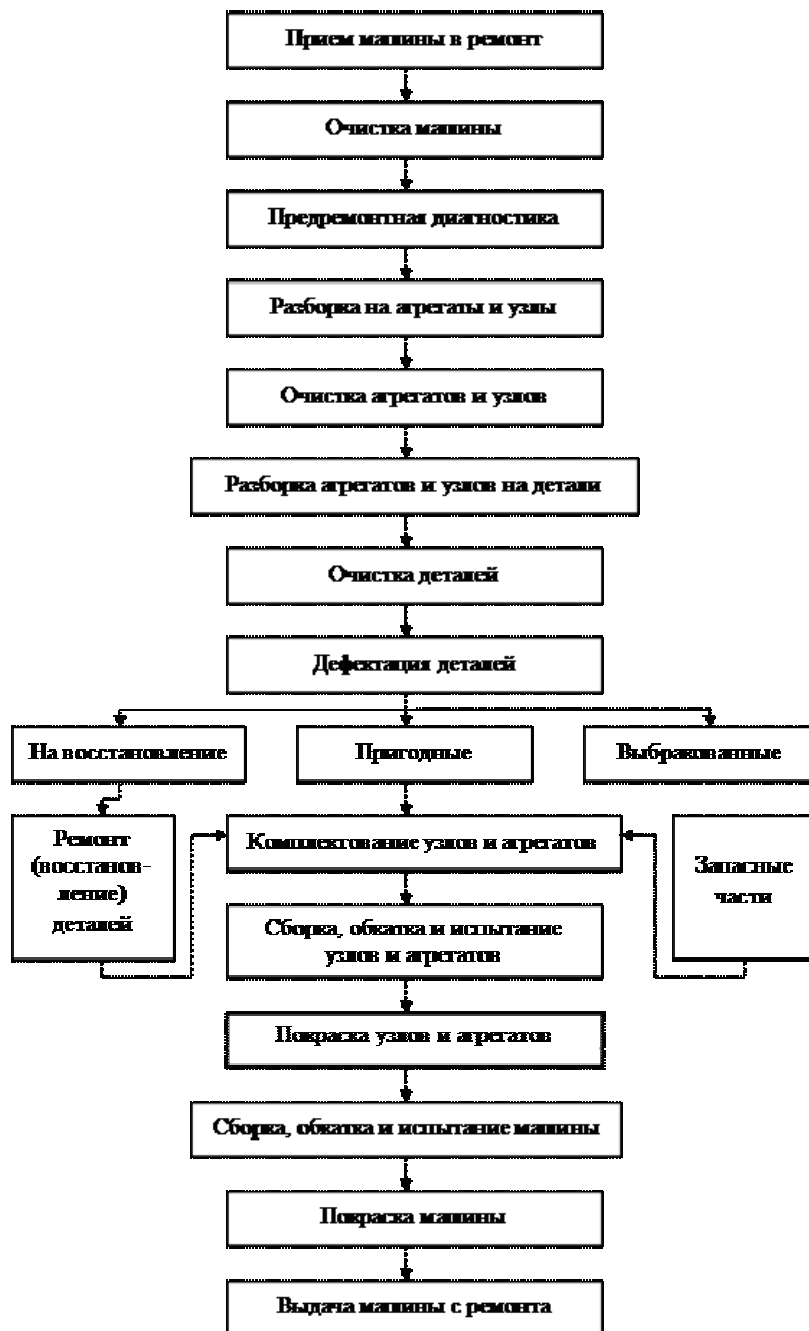 Прием машины в ремонт
Очистка машины
Предремонтная диагностика
Разборка на агрегаты и узлы
Очистка агрегатов и узлов
Разборка агрегатов и узлов на детали
Очистка деталей
Дефектация деталей
На восстановление
Пригодные
Выбракованные
Ремонт
(восстанов-
ление)
деталей
Комплектование узлов и агрегатов
Запасные
части
Сборка, обкатка и испытание
узлов и агрегатов
Покраска узлов и агрегатов
Сборка, обкатка и испытание машины
Покраска машины
Выдача машины с ремонта